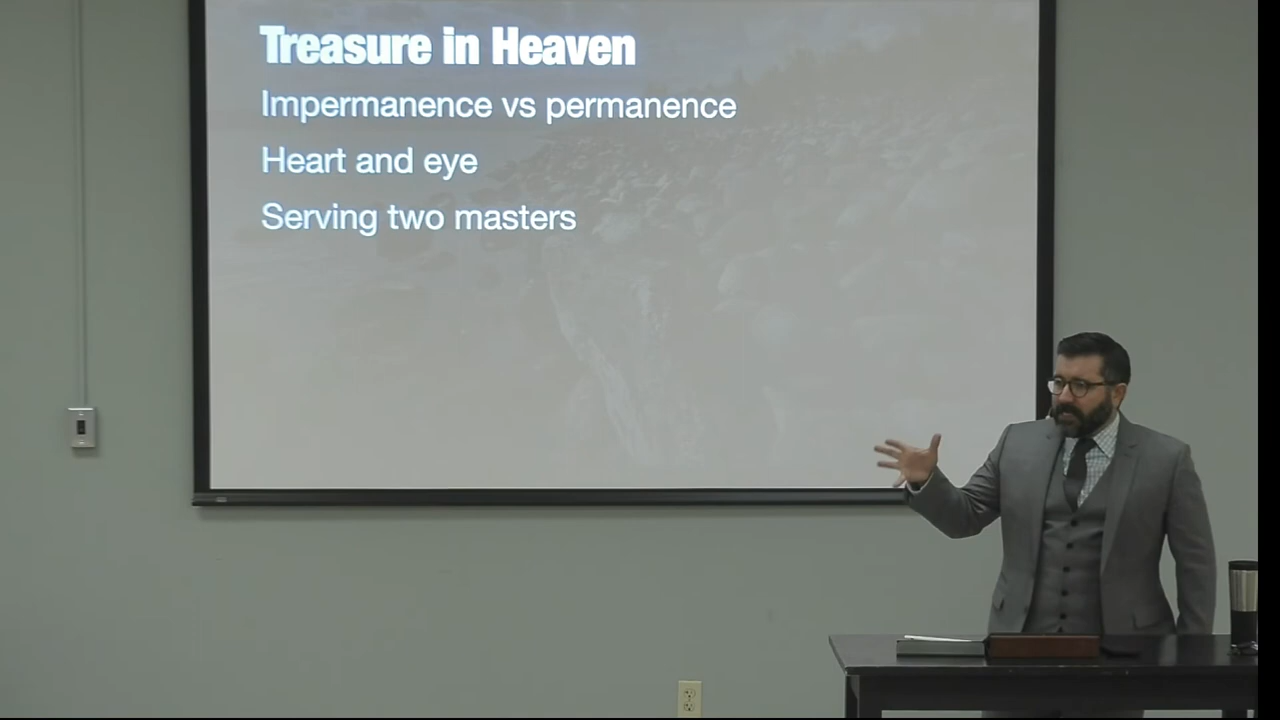 Treasure in Heaven
Impermanence vs permanence
Heart and eye
Serving two masters